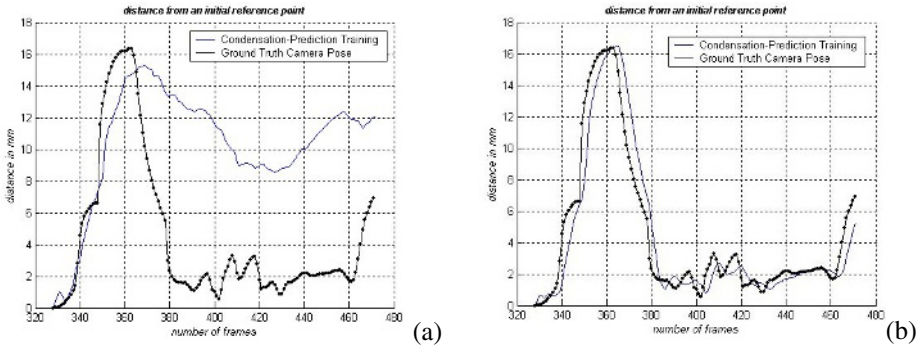 distance from an initial reference point
18
16
14
12
10
8
6
4
2
0
distance in mm
Condensation-Prediction Training
Ground Truth Camera Pose
320 340 360 380 400 420 440 460 480
number of frames
(a)
distance from an initial reference point
18
16
14
12
10
8
6
4
2
0
distance in mm
Condensation-Prediction Training
Ground Truth Camera Pose
320 340 360 380 400 420 440 460 480
number of frames
(b)